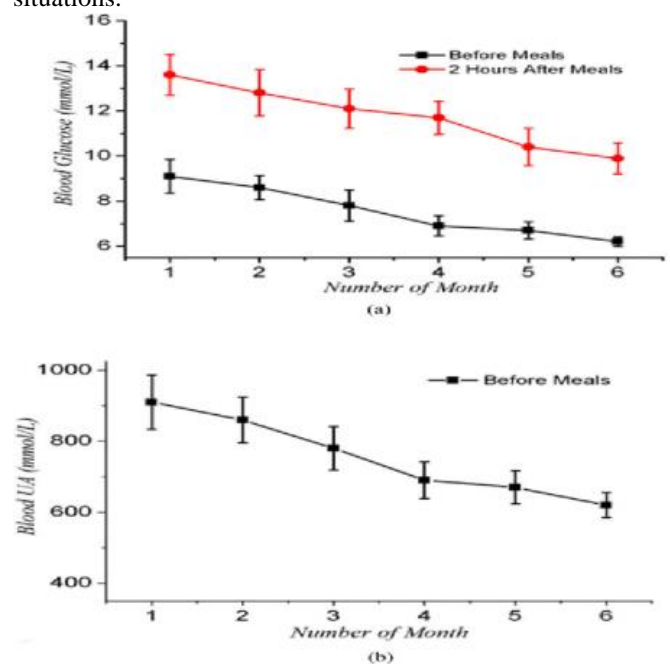 situations.
16
14
12
10
8
6
Blood Glucose (mmol/L)
Before Meals
2 Hours After Meals
1 2 3 4 5 6
Number of Month
(a)
1000
800
600
400
Blood UA (mmol/L)
Before Meals
1 2 3 4 5 6
Number of Month
(b)